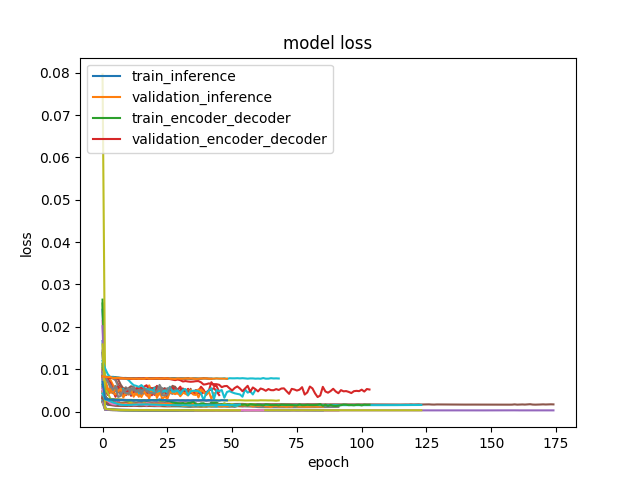 model loss
train_inference
validation_inference
train_encoder_decoder
validation_encoder_decoder
0.08
0.07
0.06
0.05
0.04
0.03
0.02
0.01
0.00
loss
0 25 50 75 100 125 150 175
epoch